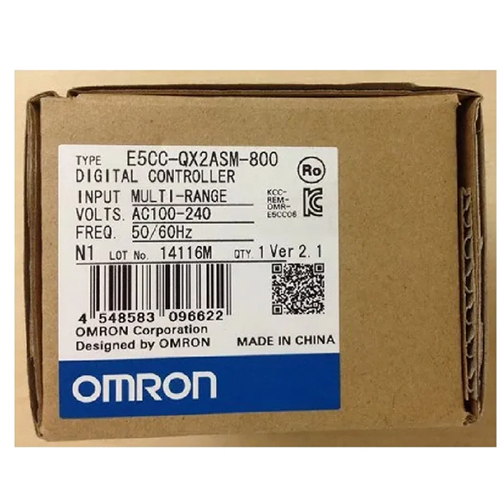 TYPE E5CC-QX2ASM-800
DIGITAL CONTROLLER
Ro
INPUT MULTI-RANGE
VOLTS. AC100-240
FREQ. 50/60Hz
KCC-
REM-
OMR-
E5CC06
N1 LOT No. 14116M QTY. 1 Ver 2.1
4 548583 096622
OMRON Corporation
Designed by OMRON
MADE IN CHINA
OMRON